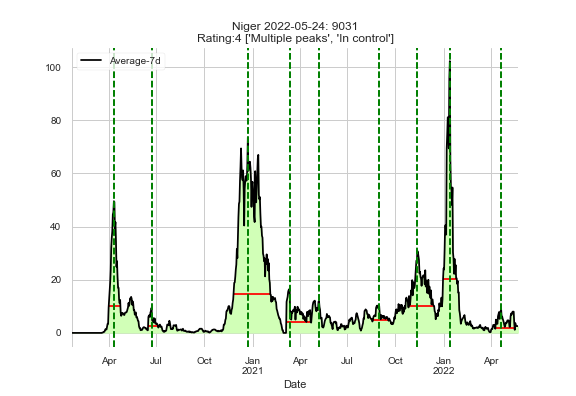 Niger 2022-05-24: 9031
Rating:4 ['Multiple peaks', 'In control']
Average-7d
100
80
60
40
20
0
Apr Jul Oct Jan Apr Jul Oct Jan Apr
2021 2022
Date